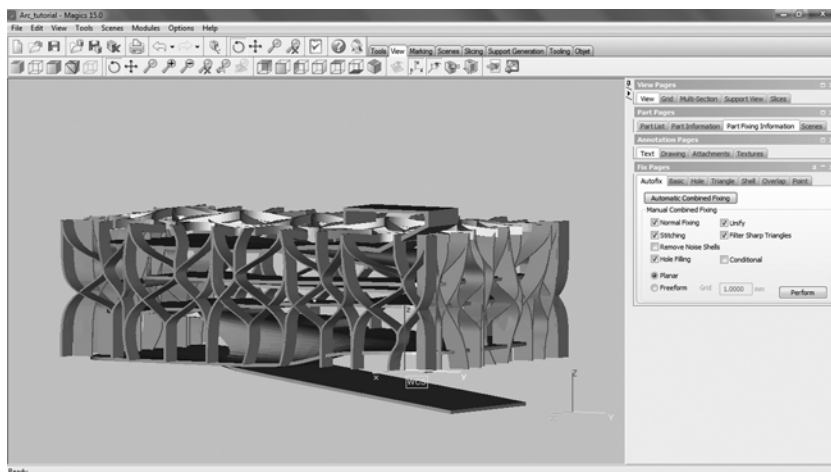 Arc_tutorial - Magics 15.0
File Edit View Tools Scenes Modules Options Help
Tools View Marking Scenes Slicing Support Generation Tooling Objet
View Pages
View Grid Multi-Section Support View Slices
Part Pages
Part List Part Information Part Fixing Information Scenes
Annotation Pages
Text Drawing Attachments Textures
Fix Pages
Autofix Basic Hole Triangle Shell Overlap Point
Automatic Combined Fixing
Manual Combined Fixing
Normal Fixing Unify
Stitching Filter Sharp Triangles
Remove Noise Shells
Hole Filling Conditional
Planar
Freeform Grid 1.0000 mm Perform
Z
X WCS Y
Z
Y
Ready